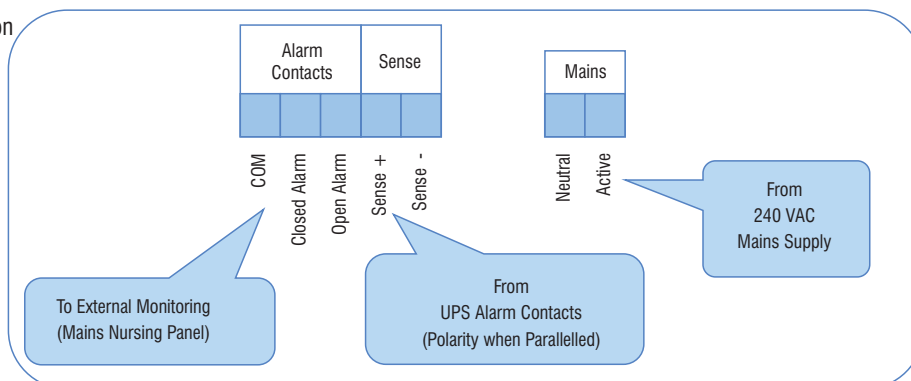 on
Alarm
Contacts
Sense
Mains
COM
Closed Alarm
Open Alarm
Sense +
Sense -
Neutral
Active
From
240 VAC
Mains Supply
To External Monitoring
(Mains Nursing Panel)
From
UPS Alarm Contacts
(Polarity when Parallelled)